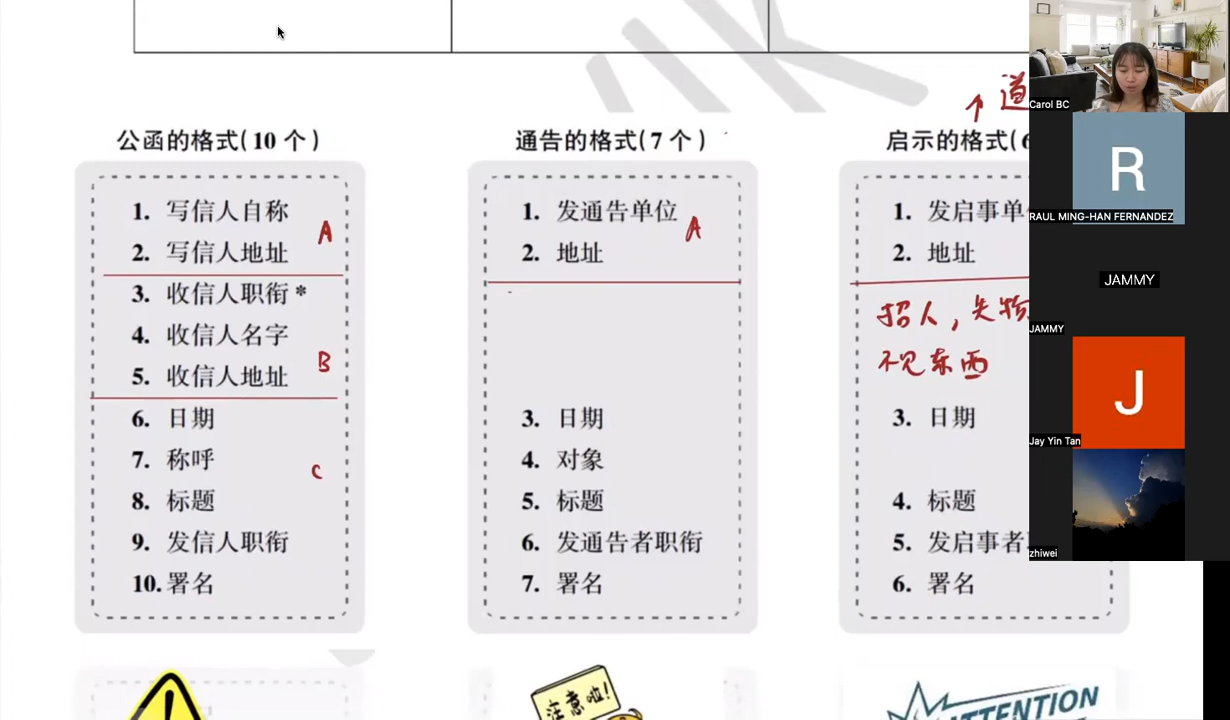 道
Carol BC
公函的格式(10 个)
1. 写信人自称
2. 写信人地址
A
3. 收信人职衔*
4. 收信人名字
5. 收信人地址
B
6. 日期
7. 称呼
C
8. 标题
9. 发信人职衔
10. 署名
通告的格式(7 个)
1. 发通告单位
2. 地址
A
3. 日期
4. 对象
5. 标题
6. 发通告者职衔
7. 署名
启示的格式(6
1. 发启事单
2. 地址
招人，失物
不见东西
3. 日期
4. 标题
5. 发启事者
6. 署名
R
RAUL MING-HAN FERNANDEZ
JAMMY
JAMMY
J
Jay Yin Tan
zhiwei
注意啦!
ATTENTION